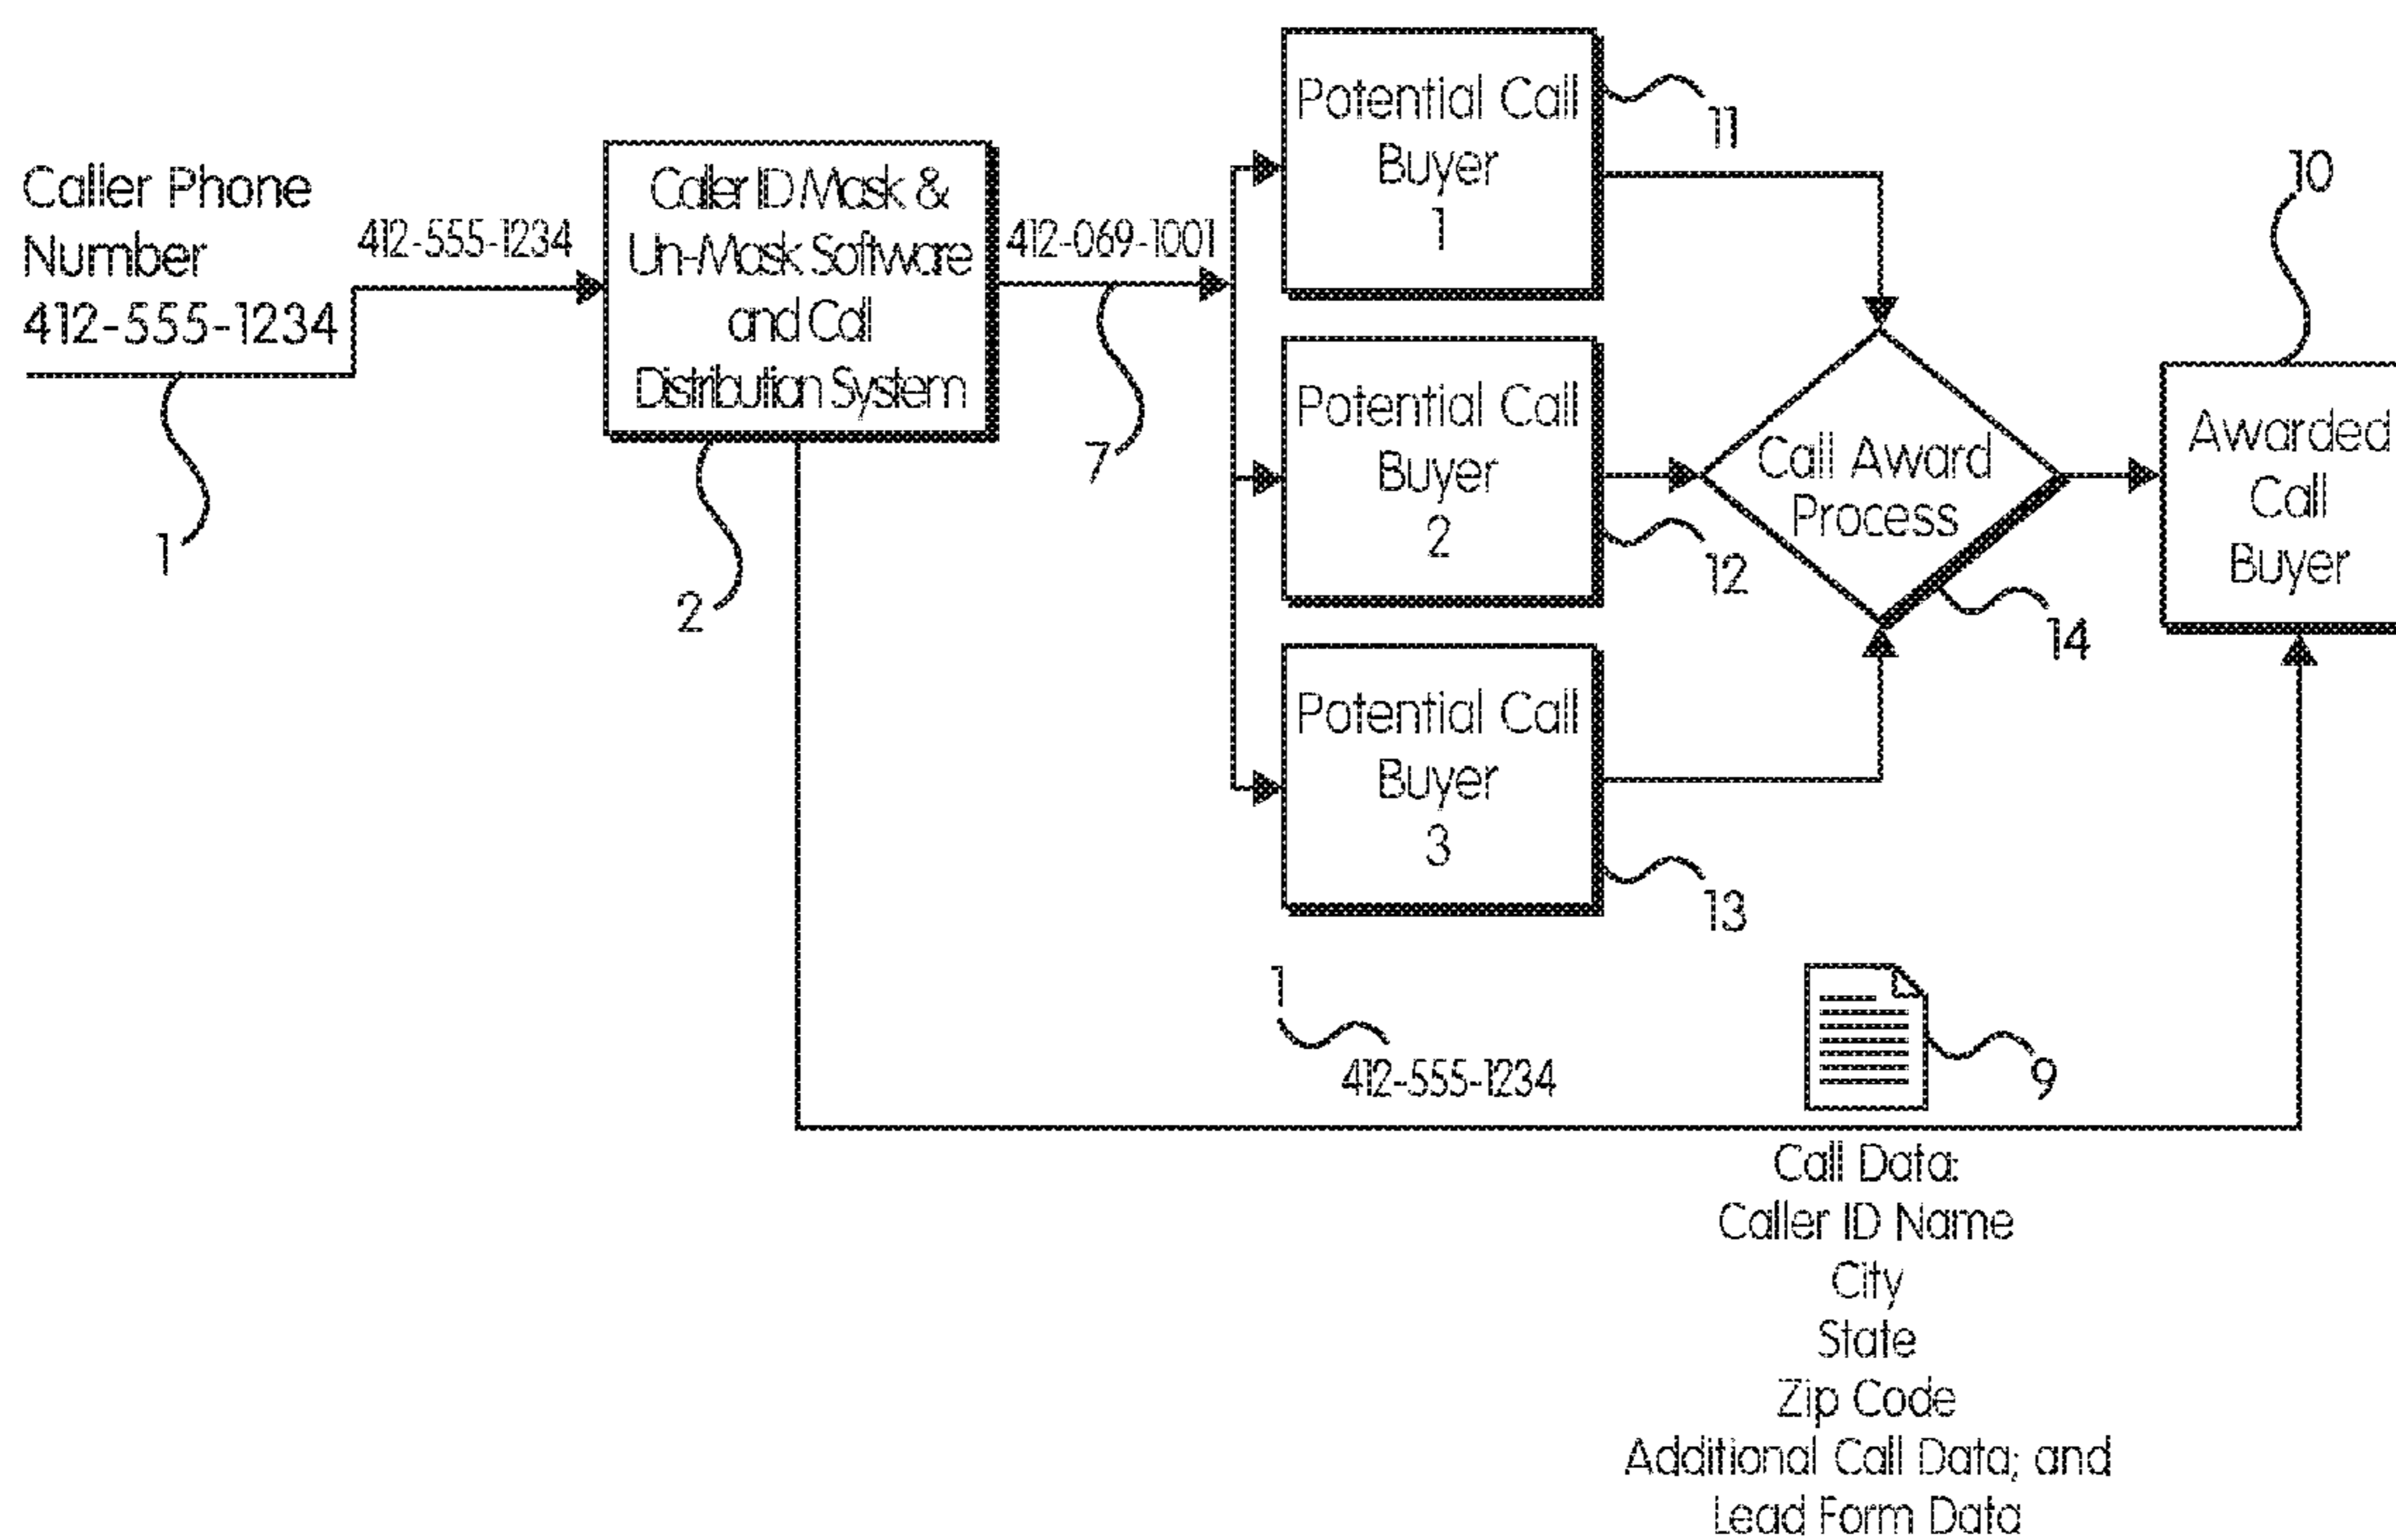 Caller Phone
Number
412-555-1234
1
412-555-1234
Caller ID Mask &
Un-Mask Software
and Call
Distribution System
2
412-069-1001
7
Potential Call
Buyer
1
11
Potential Call
Buyer
2
12
Potential Call
Buyer
3
13
Call Award
Process
14
10
Awarded
Call
Buyer
1
412-555-1234
9
Call Data:
Caller ID Name
City
State
Zip Code
Additional Call Data; and
Lead Form Data